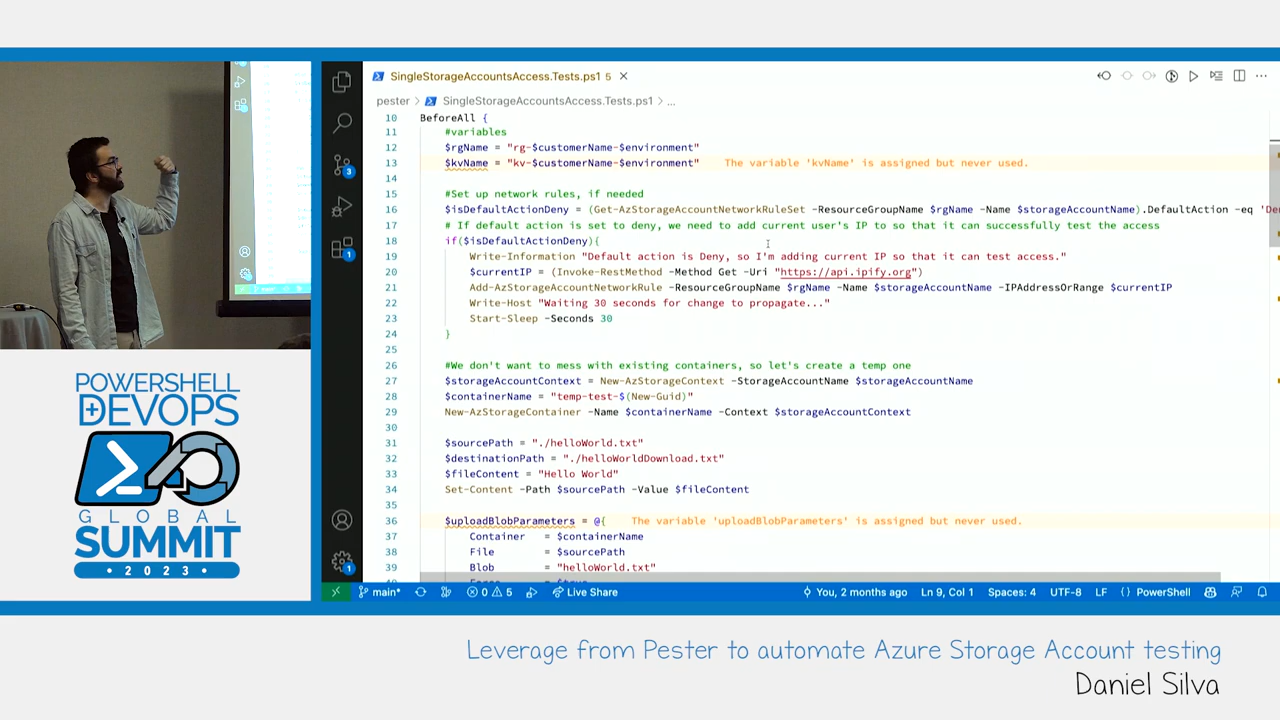 SingleStorageAccountsAccess.Tests.ps1 5
pester > SingleStorageAccountsAccess.Tests.ps1 > ...
10 BeforeAll {
11 #variables
12 $rgName = "rg-$customerName-$environment"
13 $kvName = "kv-$customerName-$environment" The variable 'kvName' is assigned but never used.
14
15 #Set up network rules, if needed
16 $isDefaultActionDeny = (Get-AzStorageAccountNetworkRuleSet -ResourceGroupName $rgName -Name $storageAccountName).DefaultAction -eq 'De
17 # If default action is set to deny, we need to add current user's IP to so that it can successfully test the access
18 if($isDefaultActionDeny){
19 Write-Information "Default action is Deny, so I'm adding current IP so that it can test access."
20 $currentIP = (Invoke-RestMethod -Method Get -Uri "https://api.ipify.org")
21 Add-AzStorageAccountNetworkRule -ResourceGroupName $rgName -Name $storageAccountName -IPAddressOrRange $currentIP
22 Write-Host "Waiting 30 seconds for change to propagate..."
23 Start-Sleep -Seconds 30
24 }
25
26 #We don't want to mess with existing containers, so let's create a temp one
27 $storageAccountContext = New-AzStorageContext -StorageAccountName $storageAccountName
28 $containerName = "temp-test-$(New-Guid)"
29 New-AzStorageContainer -Name $containerName -Context $storageAccountContext
30
31 $sourcePath = "./helloWorld.txt"
32 $destinationPath = "./helloWorldDownload.txt"
33 $fileContent = "Hello World"
34 Set-Content -Path $sourcePath -Value $fileContent
35
36 $uploadBlobParameters = @{ The variable 'uploadBlobParameters' is assigned but never used.
37 Container = $containerName
38 File = $sourcePath
39 Blob = "helloWorld.txt"
3
1
1
main* 0 5 Live Share You, 2 months ago Ln 9, Col 1 Spaces: 4 UTF-8 LF {} PowerShell
POWERSHELL
+DEVOPS
GLOBAL
SUMMIT
• 2023 •
Leverage from Pester to automate Azure Storage Account testing
Daniel Silva